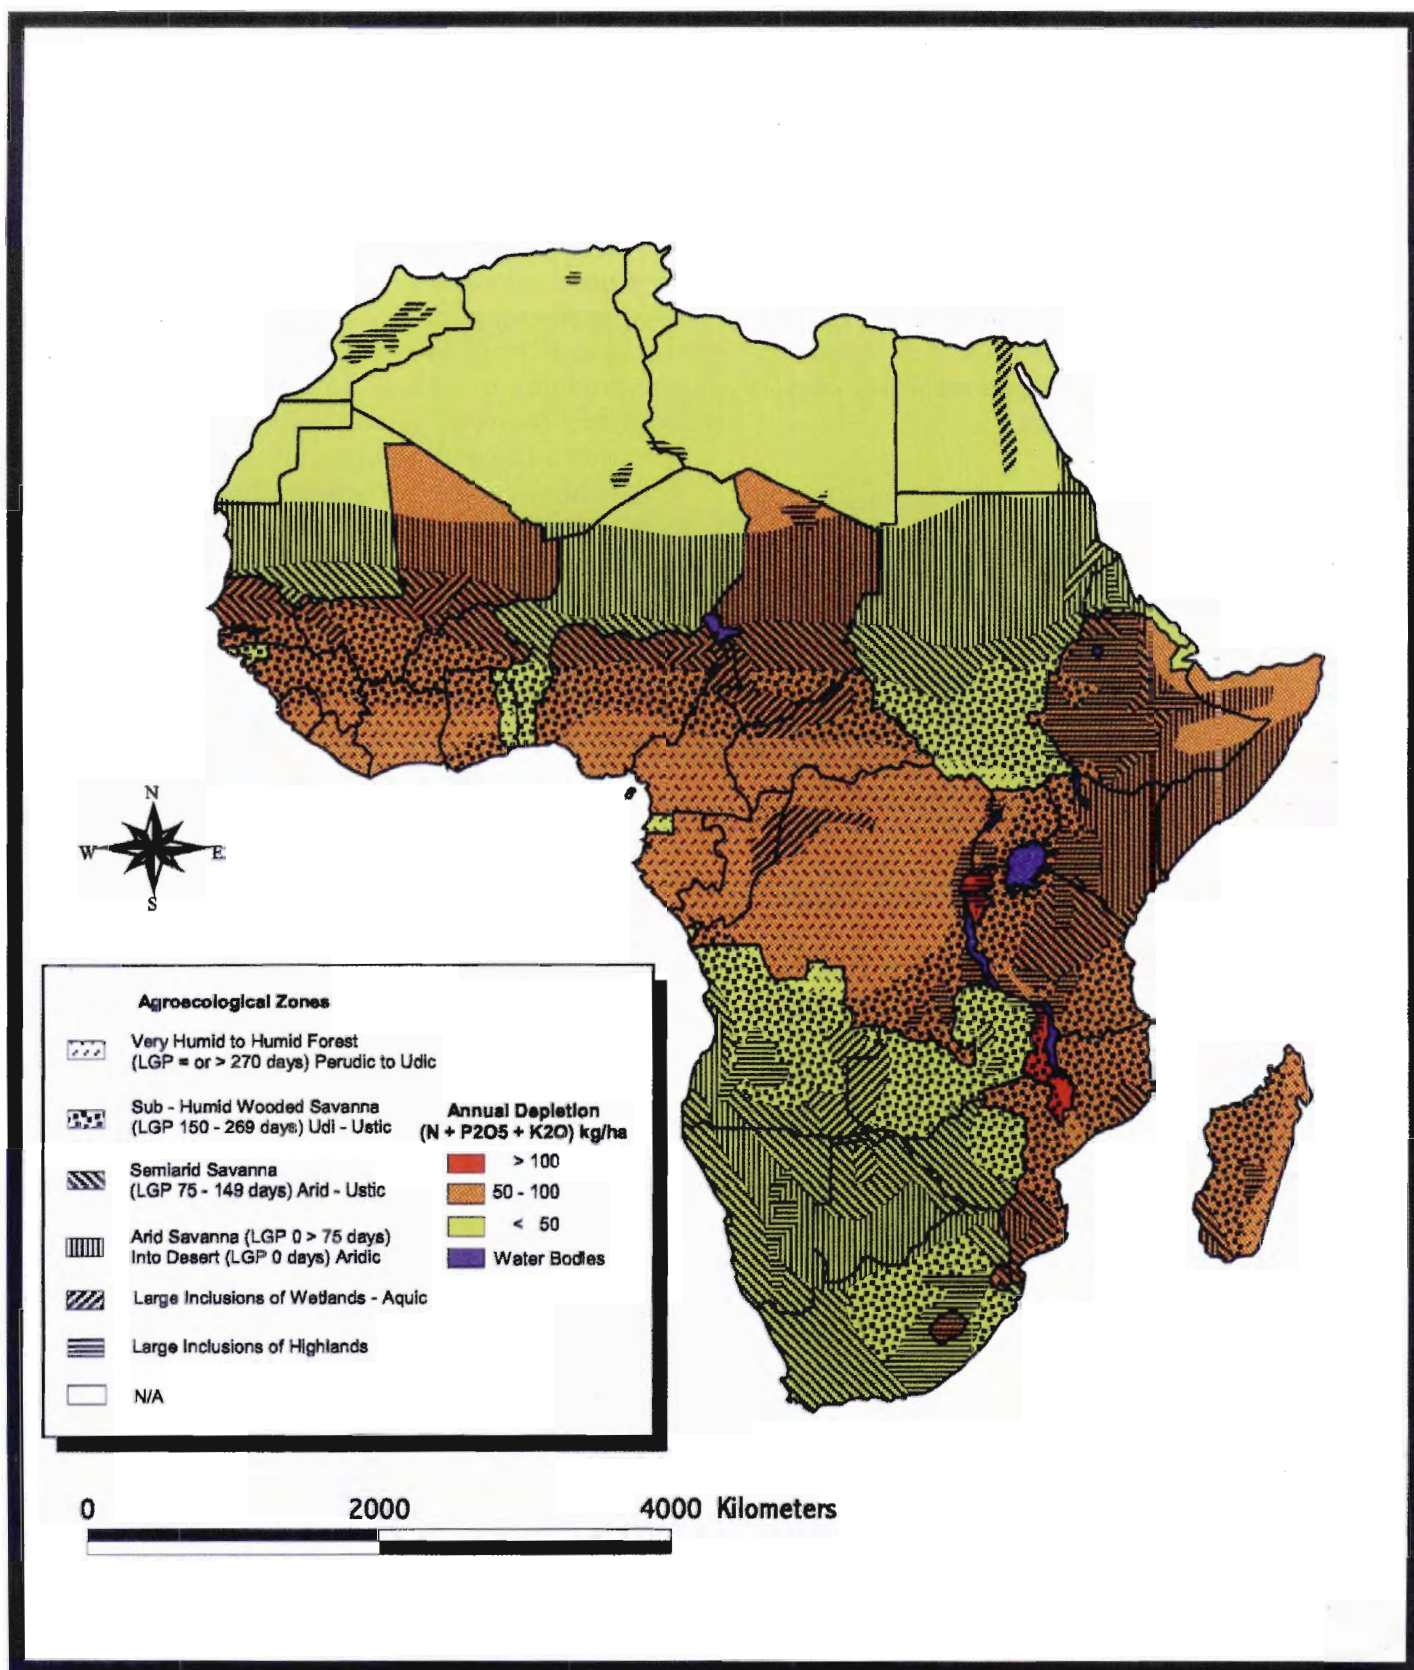 N
W
E
S
Agroecological Zones
Very Humid to Humid Forest
(LGP = or > 270 days) Perudic to Udic
Sub - Humid Wooded Savanna
(LGP 150 - 269 days) Udi - Ustic
Semiarid Savanna
(LGP 75 - 149 days) Arid - Ustic
Arid Savanna (LGP 0 > 75 days)
Into Desert (LGP 0 days) Aridic
Large Inclusions of Wetlands - Aquic
Large Inclusions of Highlands
N/A
Annual Depletion
(N + P2O5 + K2O) kg/ha
> 100
50 - 100
< 50
Water Bodies
0 2000 4000 Kilometers